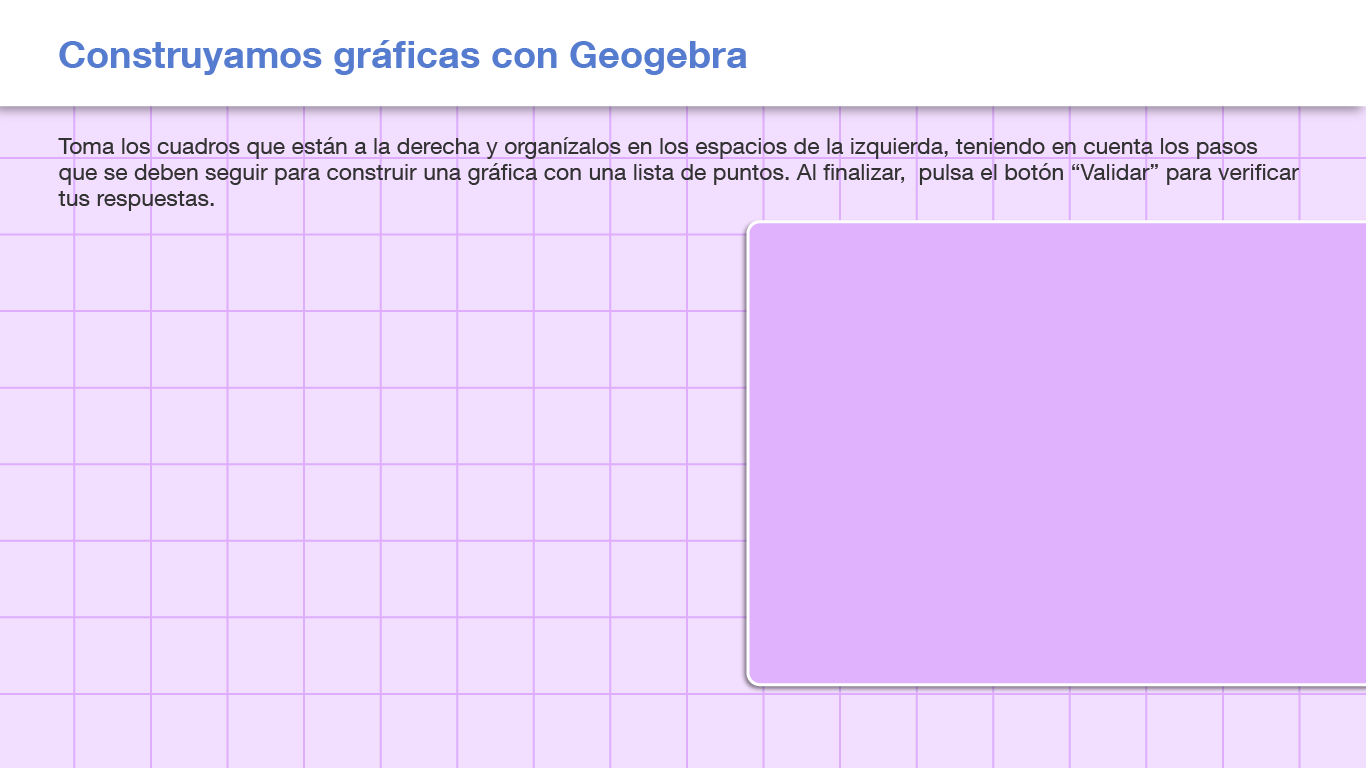 Construyamos gráficas con Geogebra
Toma los cuadros que están a la derecha y organízalos en los espacios de la izquierda, teniendo en cuenta los pasos
que se deben seguir para construir una gráfica con una lista de puntos. Al finalizar,  pulsa el botón “Validar” para verificar
tus respuestas.